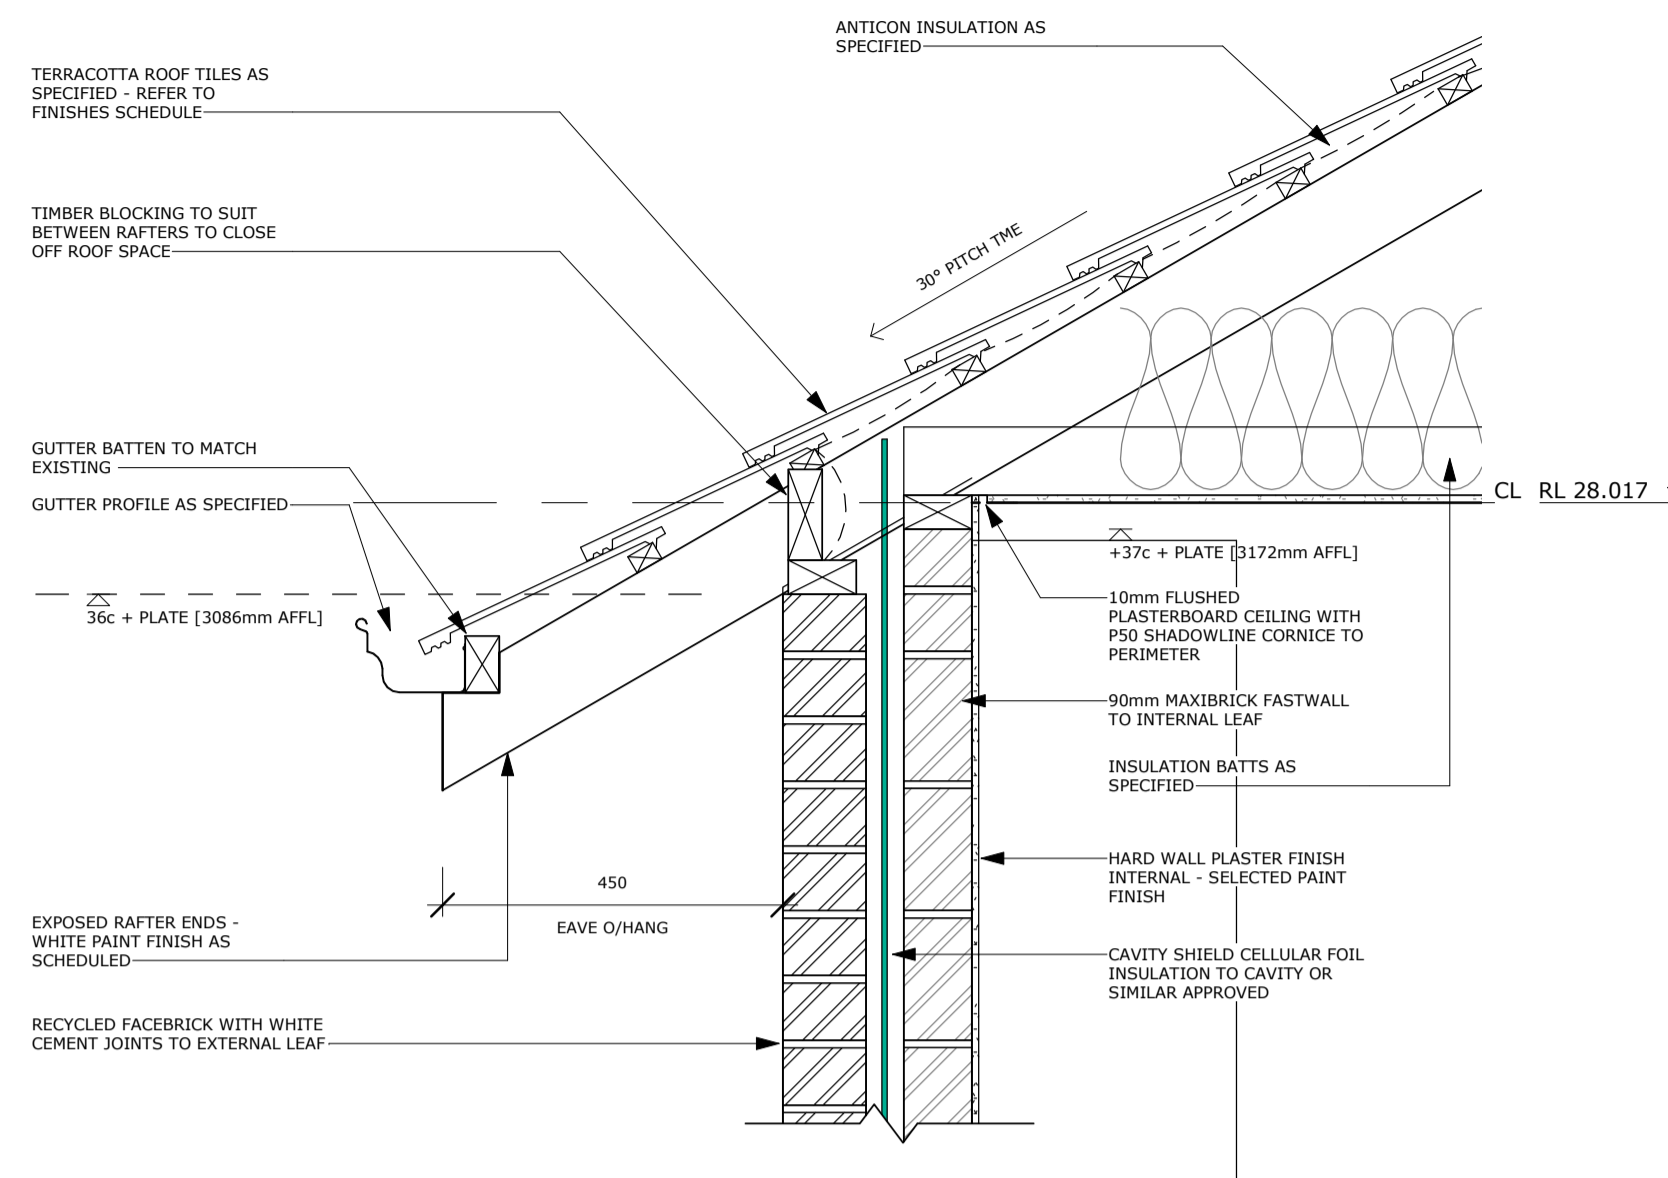 ANTICON INSULATION AS
SPECIFIED
TERRACOTTA ROOF TILES AS
SPECIFIED - REFER TO
FINISHES SCHEDULE
TIMBER BLOCKING TO SUIT
BETWEEN RAFTERS TO CLOSE
OFF ROOF SPACE
30° PITCH TME
GUTTER BATTEN TO MATCH
EXISTING
GUTTER PROFILE AS SPECIFIED
CL RL 28.017
36c + PLATE [3086mm AFFL]
+37c + PLATE [3172mm AFFL]
10mm FLUSHED
PLASTERBOARD CEILING WITH
P50 SHADOWLINE CORNICE TO
PERIMETER
90mm MAXIBRICK FASTWALL
TO INTERNAL LEAF
INSULATION BATTS AS
SPECIFIED
HARD WALL PLASTER FINISH
INTERNAL - SELECTED PAINT
FINISH
450
EAVE O/HANG
EXPOSED RAFTER ENDS -
WHITE PAINT FINISH AS
SCHEDULED
CAVITY SHIELD CELLULAR FOIL
INSULATION TO CAVITY OR
SIMILAR APPROVED
RECYCLED FACEBRICK WITH WHITE
CEMENT JOINTS TO EXTERNAL LEAF